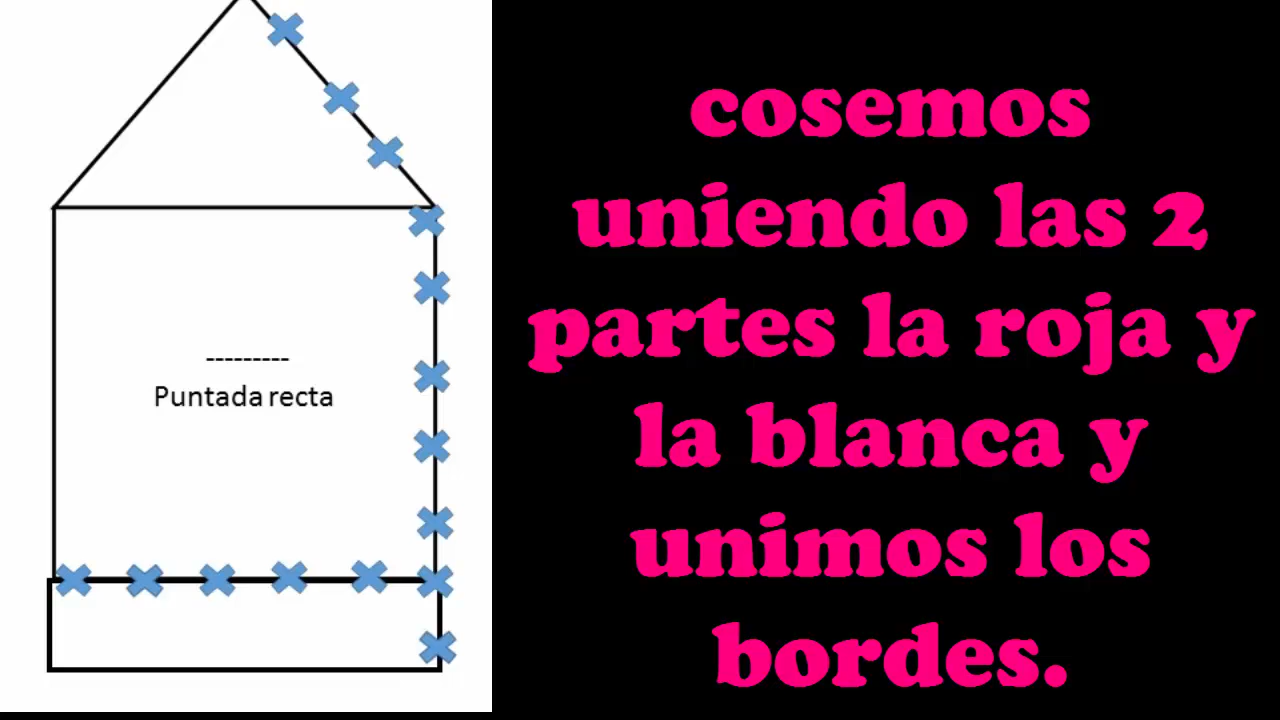 ---------
Puntada recta
cosemos
uniendo las 2
partes la roja y
la blanca y
unimos los
bordes.